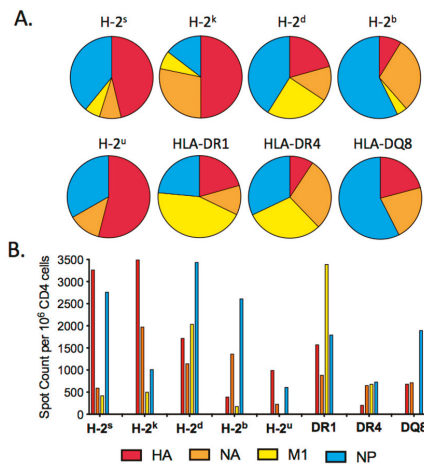 A.
H-2s H-2k H-2d H-2b
H-2u HLA-DR1 HLA-DR4 HLA-DQ8
B.
Spot Count per 10⁶ CD4 cells
3500
3000
2500
2000
1500
1000
500
0
H-2s H-2k H-2d H-2b H-2u DR1 DR4 DQ8
HA NA M1 NP